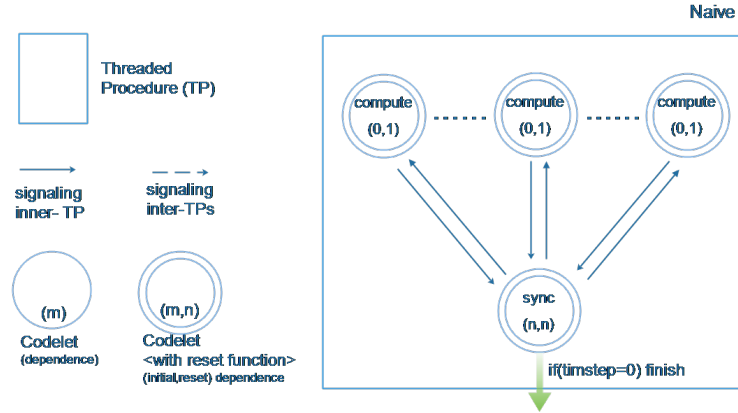 Naive
Threaded
Procedure (TP)
signaling
inner- TP
signaling
inter-TPs
(m)
Codelet
(dependence)
(m,n)
Codelet
<with reset function>
(initial,reset) dependence
compute
(0,1)
compute
(0,1)
compute
(0,1)
sync
(n,n)
if(timstep=0) finish